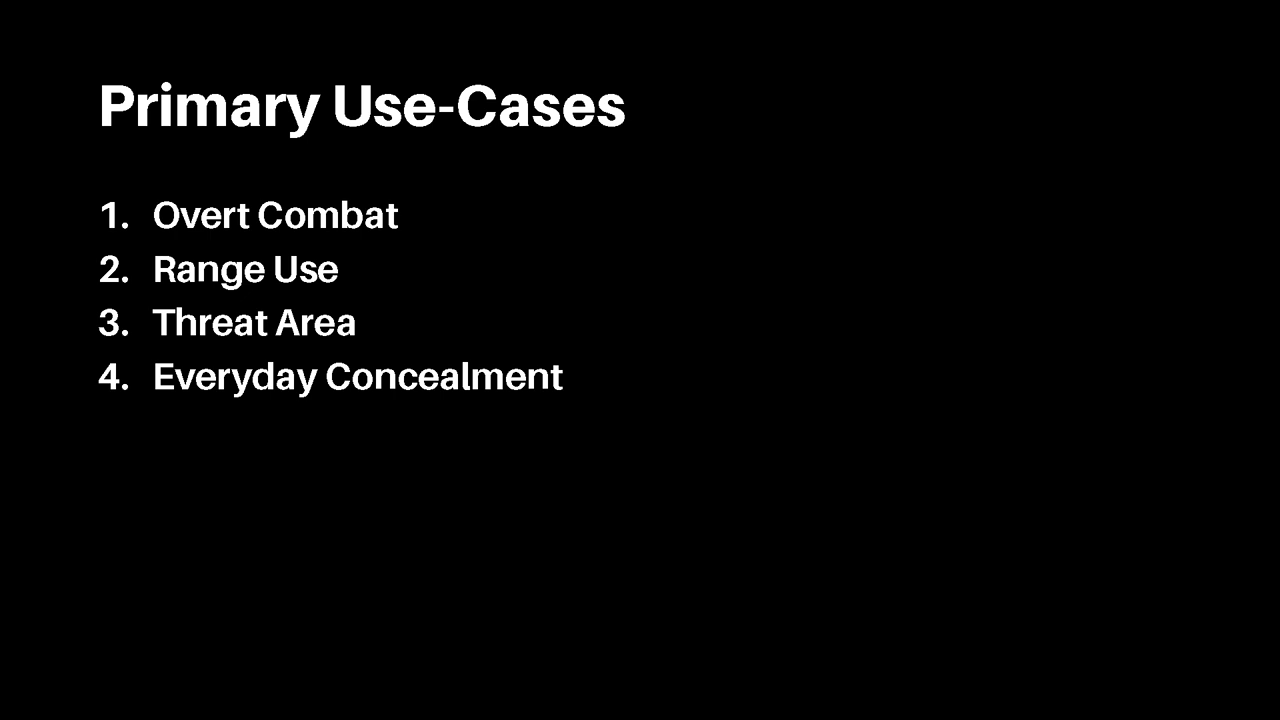 Primary Use-Cases
1. Overt Combat
2. Range Use
3. Threat Area
4. Everyday Concealment